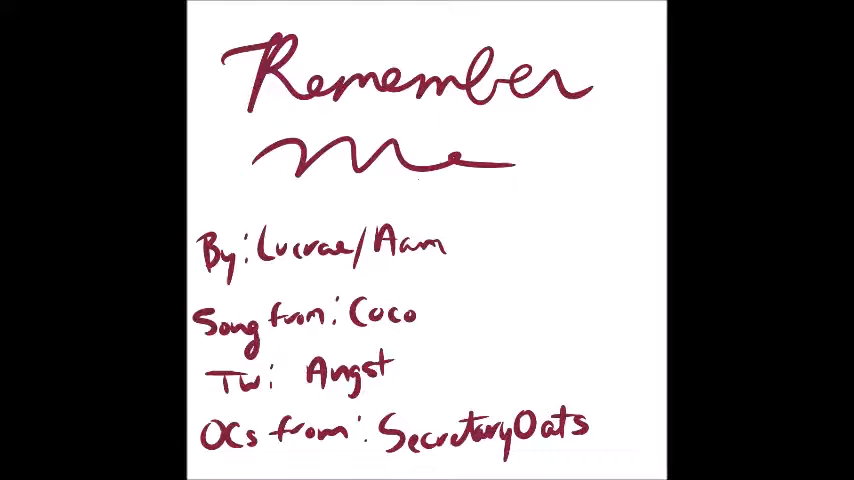 Remember
Me
By: Lucrae/Aam
Song from: Coco
TW: Angst
OCs from: SecretaryOats